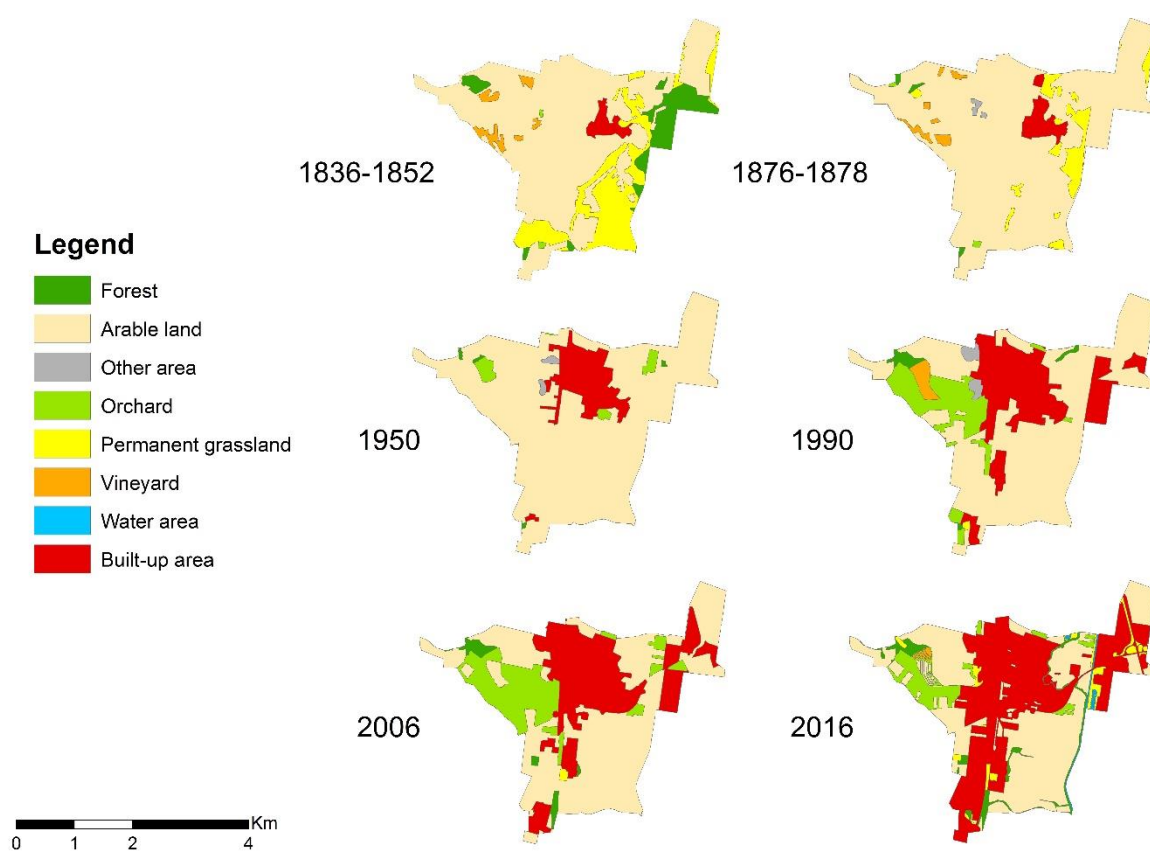 1836-1852
1876-1878
Legend
Forest
Arable land
Other area
Orchard
Permanent grassland
Vineyard
Water area
Built-up area
1950
1990
2006
2016
Km
0 1 2 4